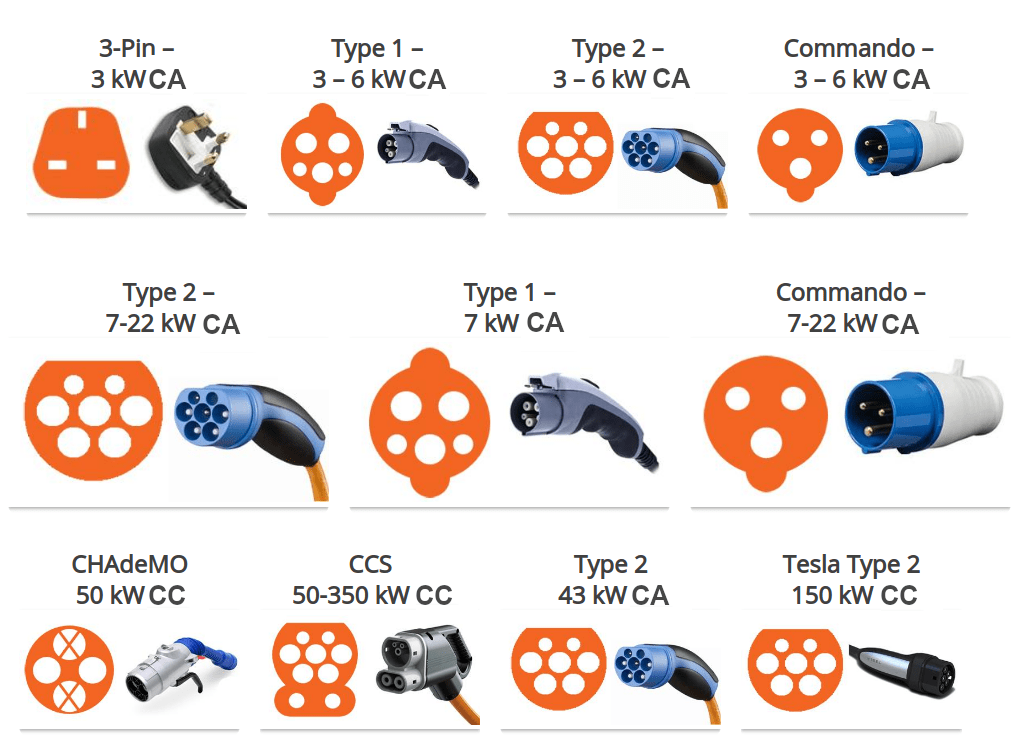 3-Pin –
3 kW CA
Type 1 –
3 – 6 kW CA
Type 2 –
3 – 6 kW CA
Commando –
3 – 6 kW CA
Type 2 –
7-22 kW CA
Type 1 –
7 kW CA
Commando –
7-22 kW CA
CHAdeMO
50 kW CC
CCS
50-350 kW CC
Type 2
43 kW CA
Tesla Type 2
150 kW CC